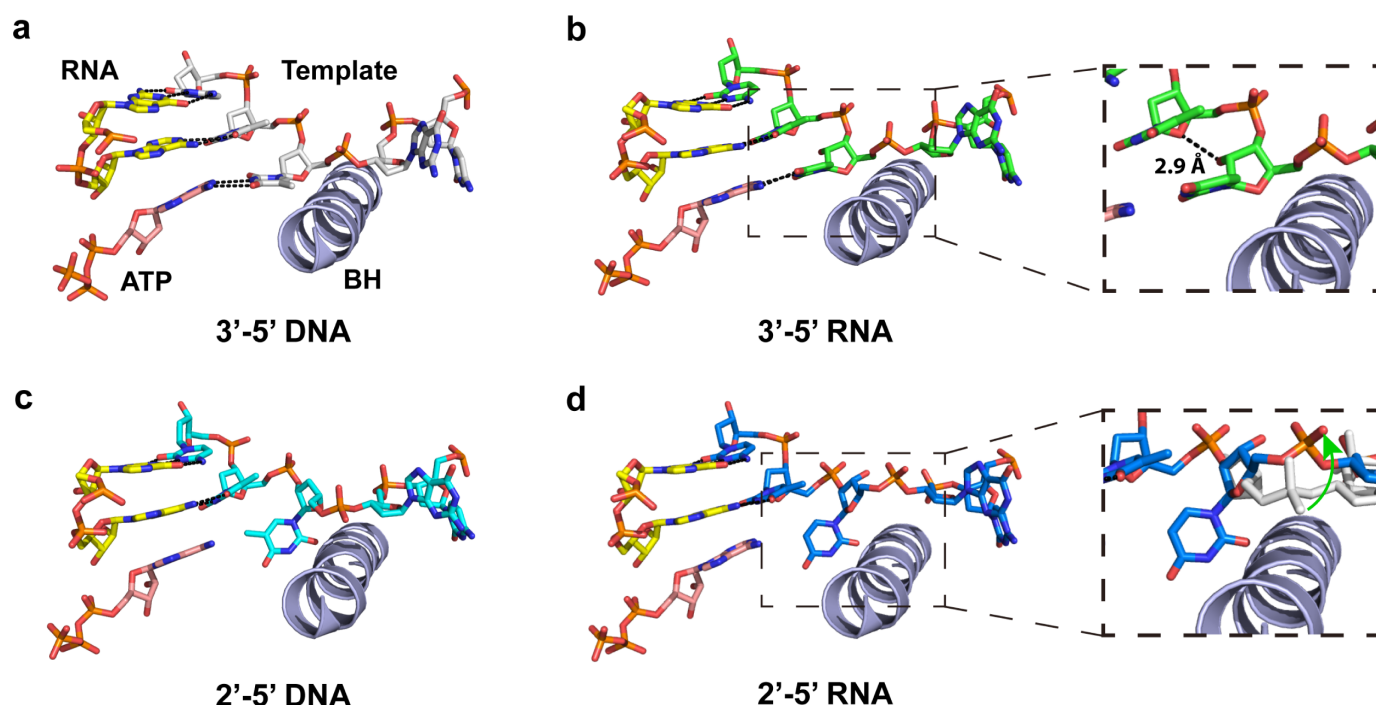 a
RNA
Template
ATP
BH
3’-5’ DNA
b
2.9 Å
3’-5’ RNA
c
2’-5’ DNA
d
2’-5’ RNA